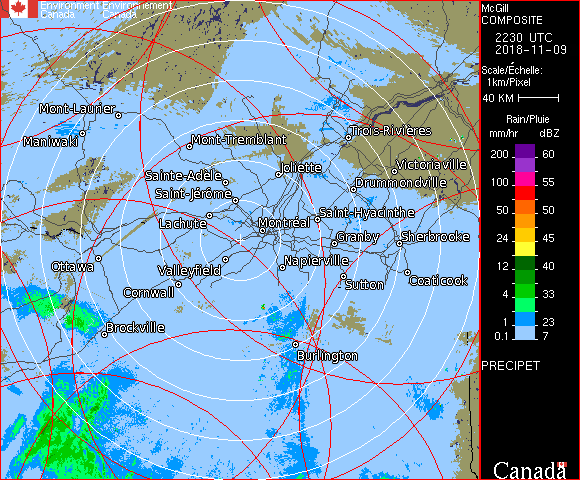 Environment Environnement
Canada Canada
McGill
COMPOSITE
2230 UTC
2018-11-09
Scale/Échelle:
1km/Pixel
40 KM
Rain/Pluie
mm/hr dBZ
200 60
100 55
50 50
24 45
12 40
4 33
1 23
0.1 7
PRECIPET
Canada
Mont-Laurier
Maniwaki
Mont-Tremblant
Trois-Rivières
Joliette
Victoriaville
Sainte-Adèle
Drummondville
Saint-Jérôme
Lachute
Saint-Hyacinthe
Montréal
Granby
Sherbrooke
Ottawa
Valleyfield
Napierville
Cornwall
Sutton
Coaticook
Brockville
Burlington